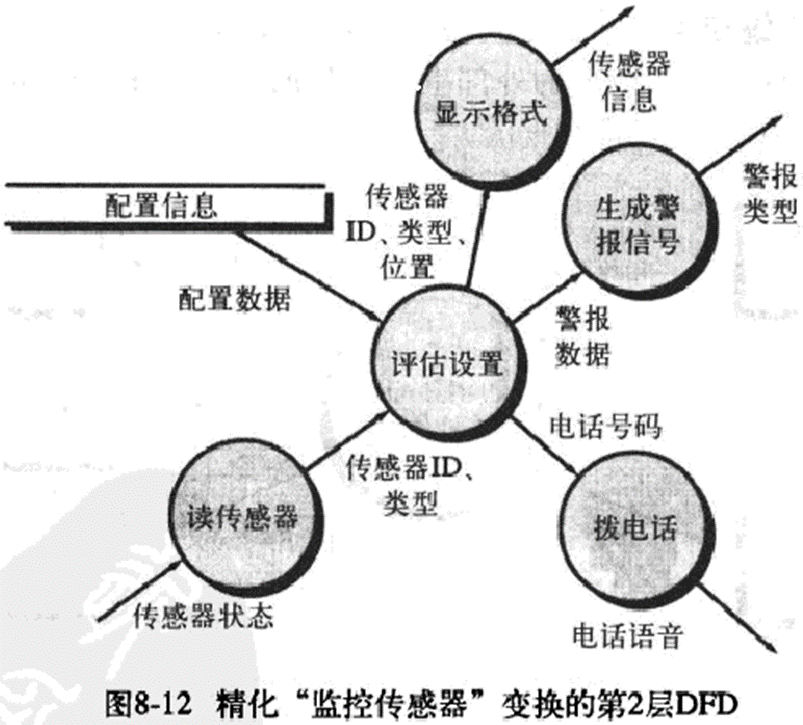 传感器
信息
显示格式
警报
类型
配置信息
传感器
ID、类型、
位置
生成警
报信号
配置数据
警报
数据
评估设置
电话号码
传感器ID、
类型
读传感器
拨电话
传感器状态
电话语音
图8-12 精化“监控传感器”变换的第2层DFD